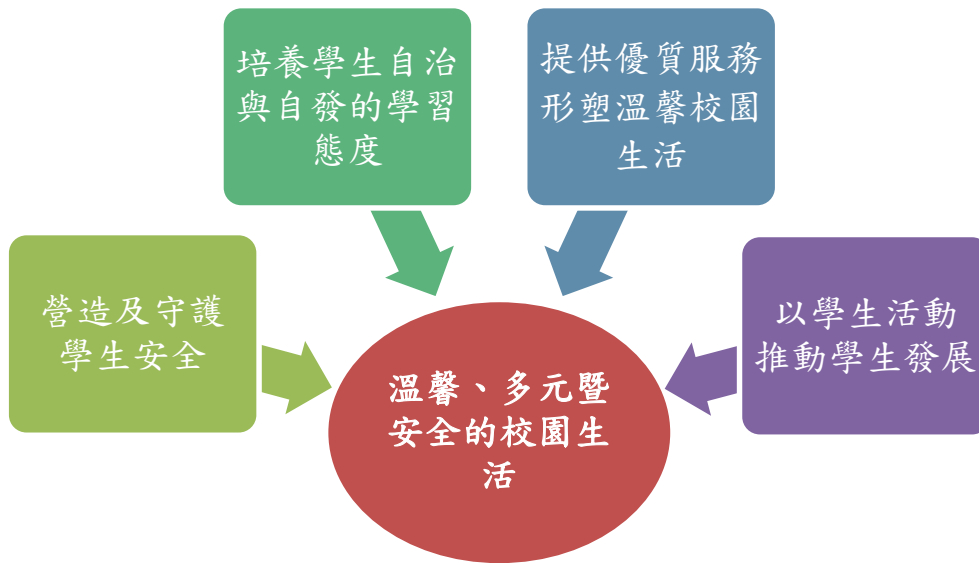 培養學生自治
與自發的學習
態度
提供優質服務
形塑溫馨校園
生活
營造及守護
學生安全
以學生活動
推動學生發展
溫馨、多元暨
安全的校園生
活